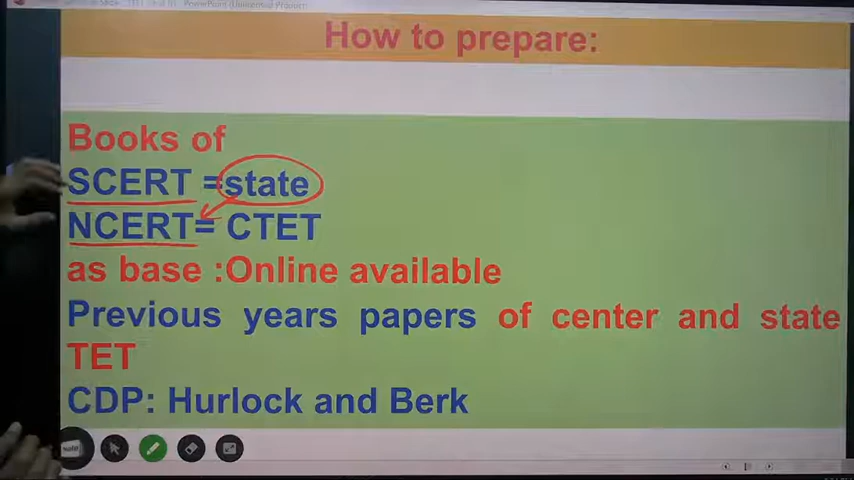 How to prepare:
Books of
SCERT =state
NCERT= CTET
as base :Online available
Previous years papers of center and state
TET
CDP: Hurlock and Berk